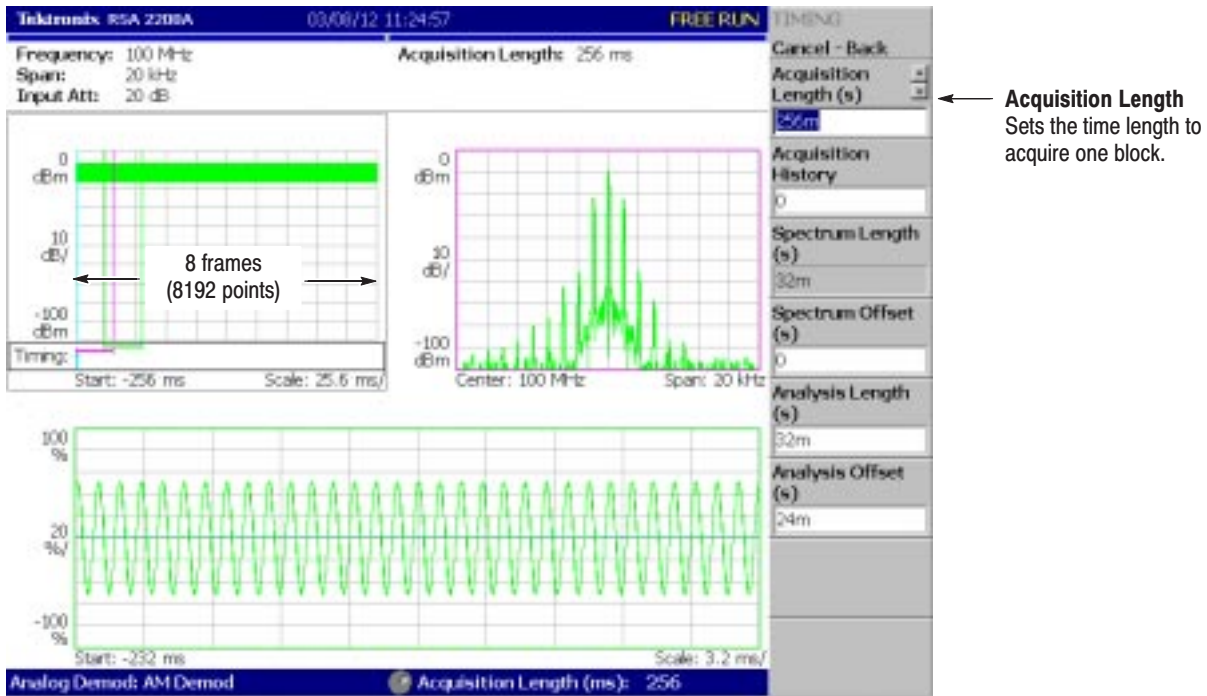 Tektronix RSA 2200A 03/08/12 11:24:57 FREE RUN
Frequency: 100 MHz
Span: 20 kHz
Input Att: 20 dB
Acquisition Length: 256 ms
0
dBm
10
dB/
-100
dBm
8 frames
(8192 points)
Timing:
Start: -256 ms Scale: 25.6 ms/
0
dBm
10
dB/
-100
dBm
Center: 100 MHz Span: 20 kHz
100
%
20
%/
-100
%
Start: -232 ms Scale: 3.2 ms/
Analog Demod: AM Demod Acquisition Length (ms): 256
TIMING
Cancel - Back
Acquisition
Length (s)
256m
Acquisition
History
0
Spectrum Length
(s)
32m
Spectrum Offset
(s)
0
Analysis Length
(s)
32m
Analysis Offset
(s)
24m
Acquisition Length
Sets the time length to
acquire one block.